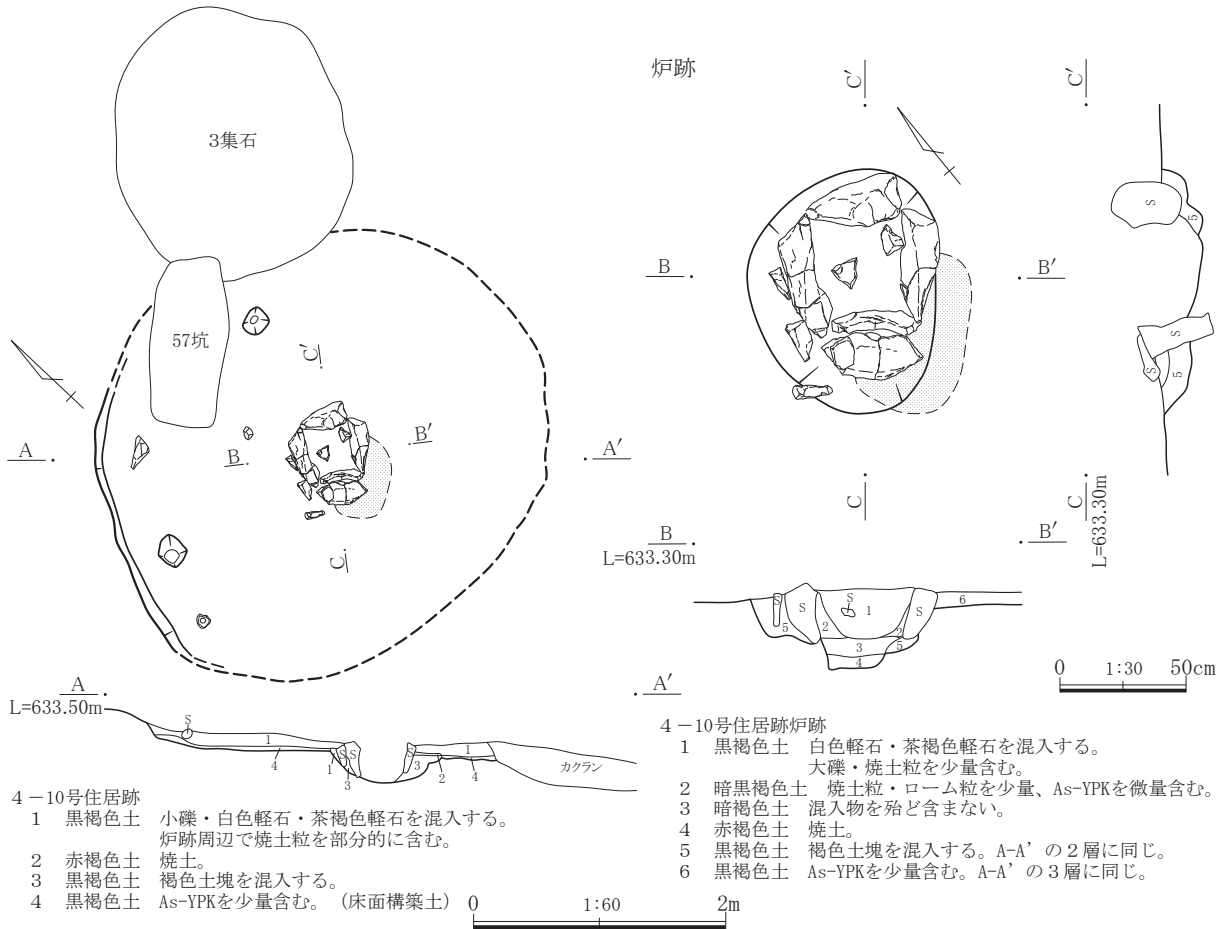 3集石
57坑
C'
B
B'
A
A'
C
A
L=633.50m
A'
S
1
4
1
S
S
3
3
2
1
4
カクラン
4-10号住居跡
1 黒褐色土 小礫・白色軽石・茶褐色軽石を混入する。
炉跡周辺で焼土粒を部分的に含む。
2 赤褐色土 焼土。
3 黒褐色土 褐色土塊を混入する。
4 黒褐色土 As-YPKを少量含む。(床面構築土)
0 1:60 2m
炉跡
C'
C'
B
B'
C
C
L=633.30m
S
5
S
S
5
B
L=633.30m
B'
S
S
S
1
S
5
2
2
5
3
4
6
0 1:30 50cm
4-10号住居跡炉跡
1 黒褐色土 白色軽石・茶褐色軽石を混入する。
大礫・焼土粒を少量含む。
2 暗黒褐色土 焼土粒・ローム粒を少量、As-YPKを微量含む。
3 暗褐色土 混入物を殆ど含まない。
4 赤褐色土 焼土。
5 黒褐色土 褐色土塊を混入する。A-A’の2層に同じ。
6 黒褐色土 As-YPKを少量含む。A-A’の3層に同じ。